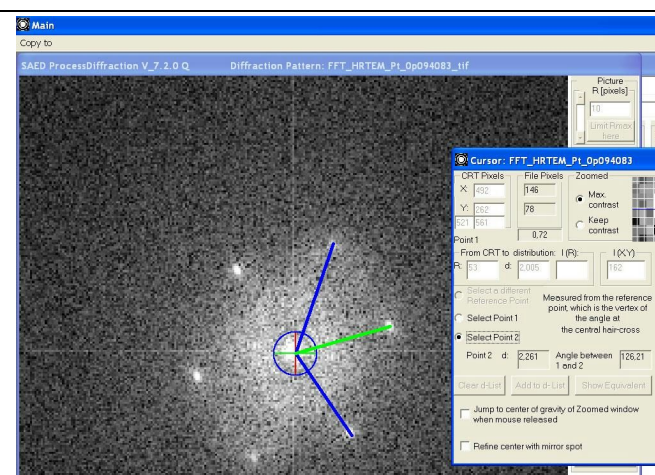 Main
Copy to
SAED ProcessDiffraction V_7.2.0 Q Diffraction Pattern: FFT_HRTEM_Pt_0p094083_tif
Picture
R [pixels]
10
Limit Rmax
here
Cursor: FFT_HRTEM_Pt_0p094083
CRT Pixels File Pixels Zoomed
X: 492 146 Max.
contrast
Y: 262 78 Keep
contrast
521 561 0,72
Point 1
From CRT to distribution: I (R): I (X,Y)
R: 53 d: 2,005 162
Select a different
Reference Point
Measured from the reference
point, which is the vertex of
the angle at
the central hair-cross
Select Point 1
Select Point 2
Point 2 d: 2,261 Angle between
1 and 2 126,21
Clear d-List Add to d-List Show Equivalent
Jump to center of gravity of Zoomed window
when mouse released
Refine center with mirror spot